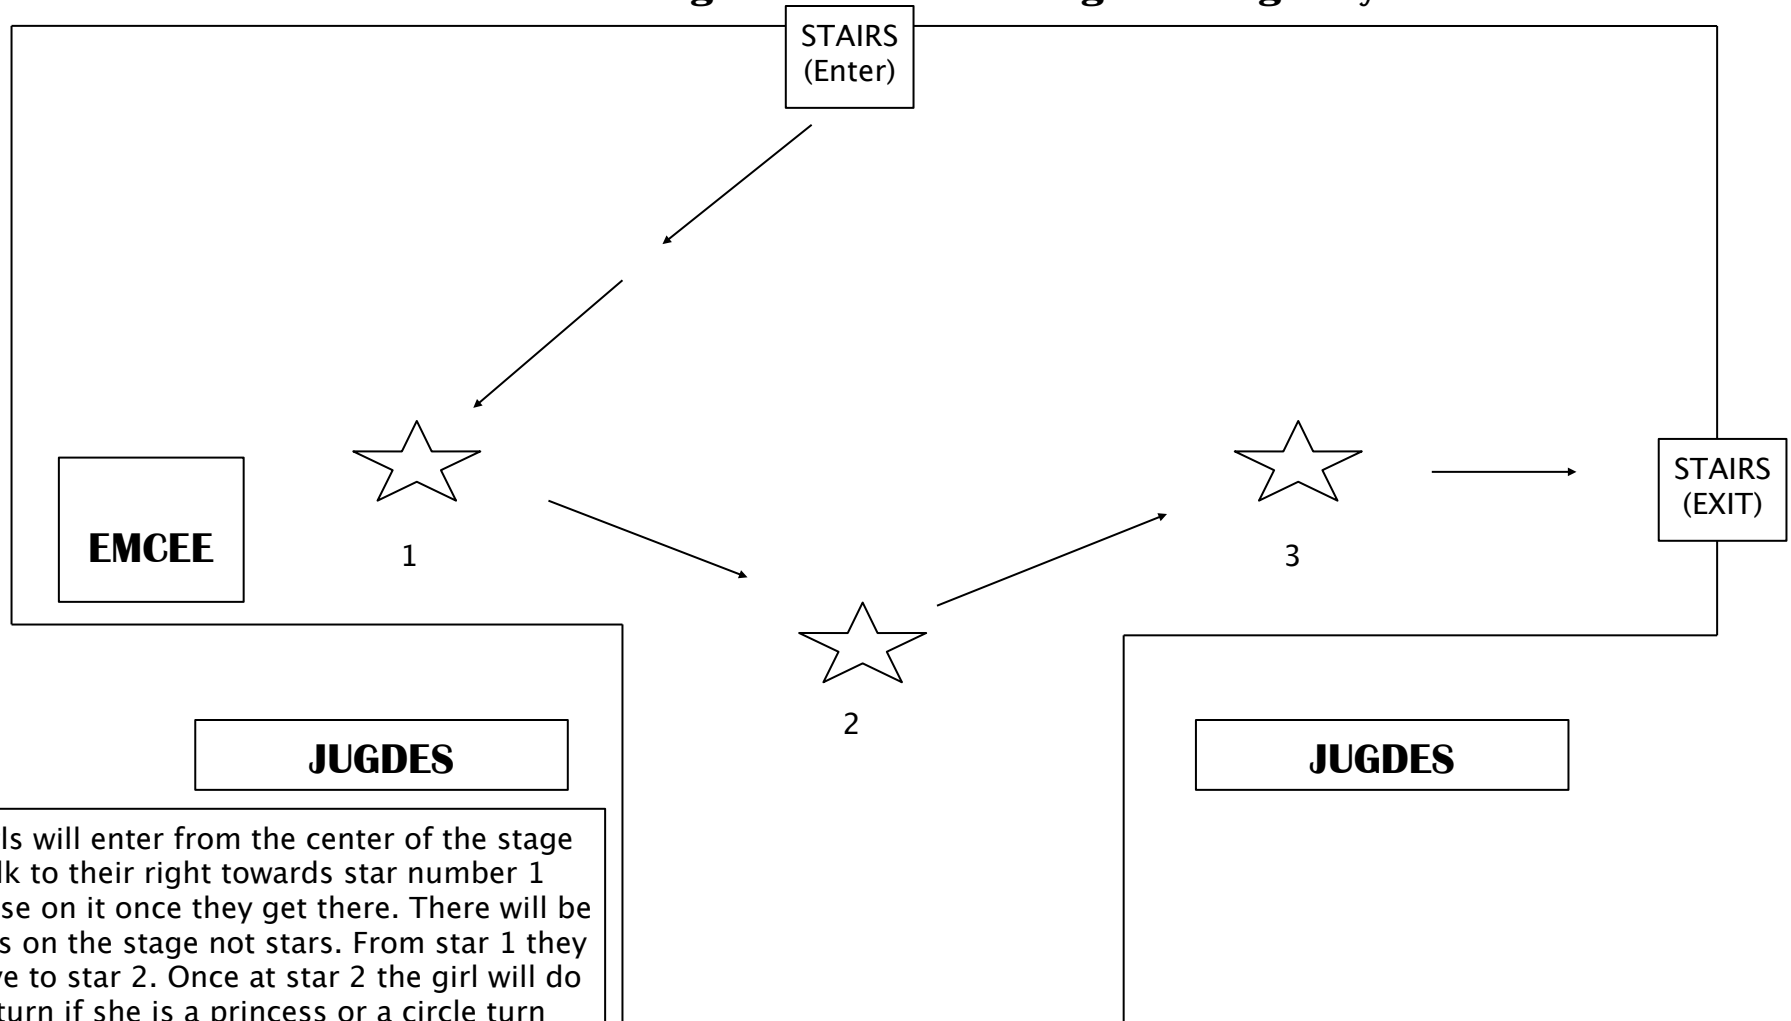 STAIRS
(Enter)
STAIRS
(EXIT)
EMCEE
1
3
2
JUGDES
JUGDES
ls will enter from the center of the stage
lk to their right towards star number 1
se on it once they get there. There will be
s on the stage not stars. From star 1 they
ve to star 2. Once at star 2 the girl will do
turn if she is a princess or a circle turn